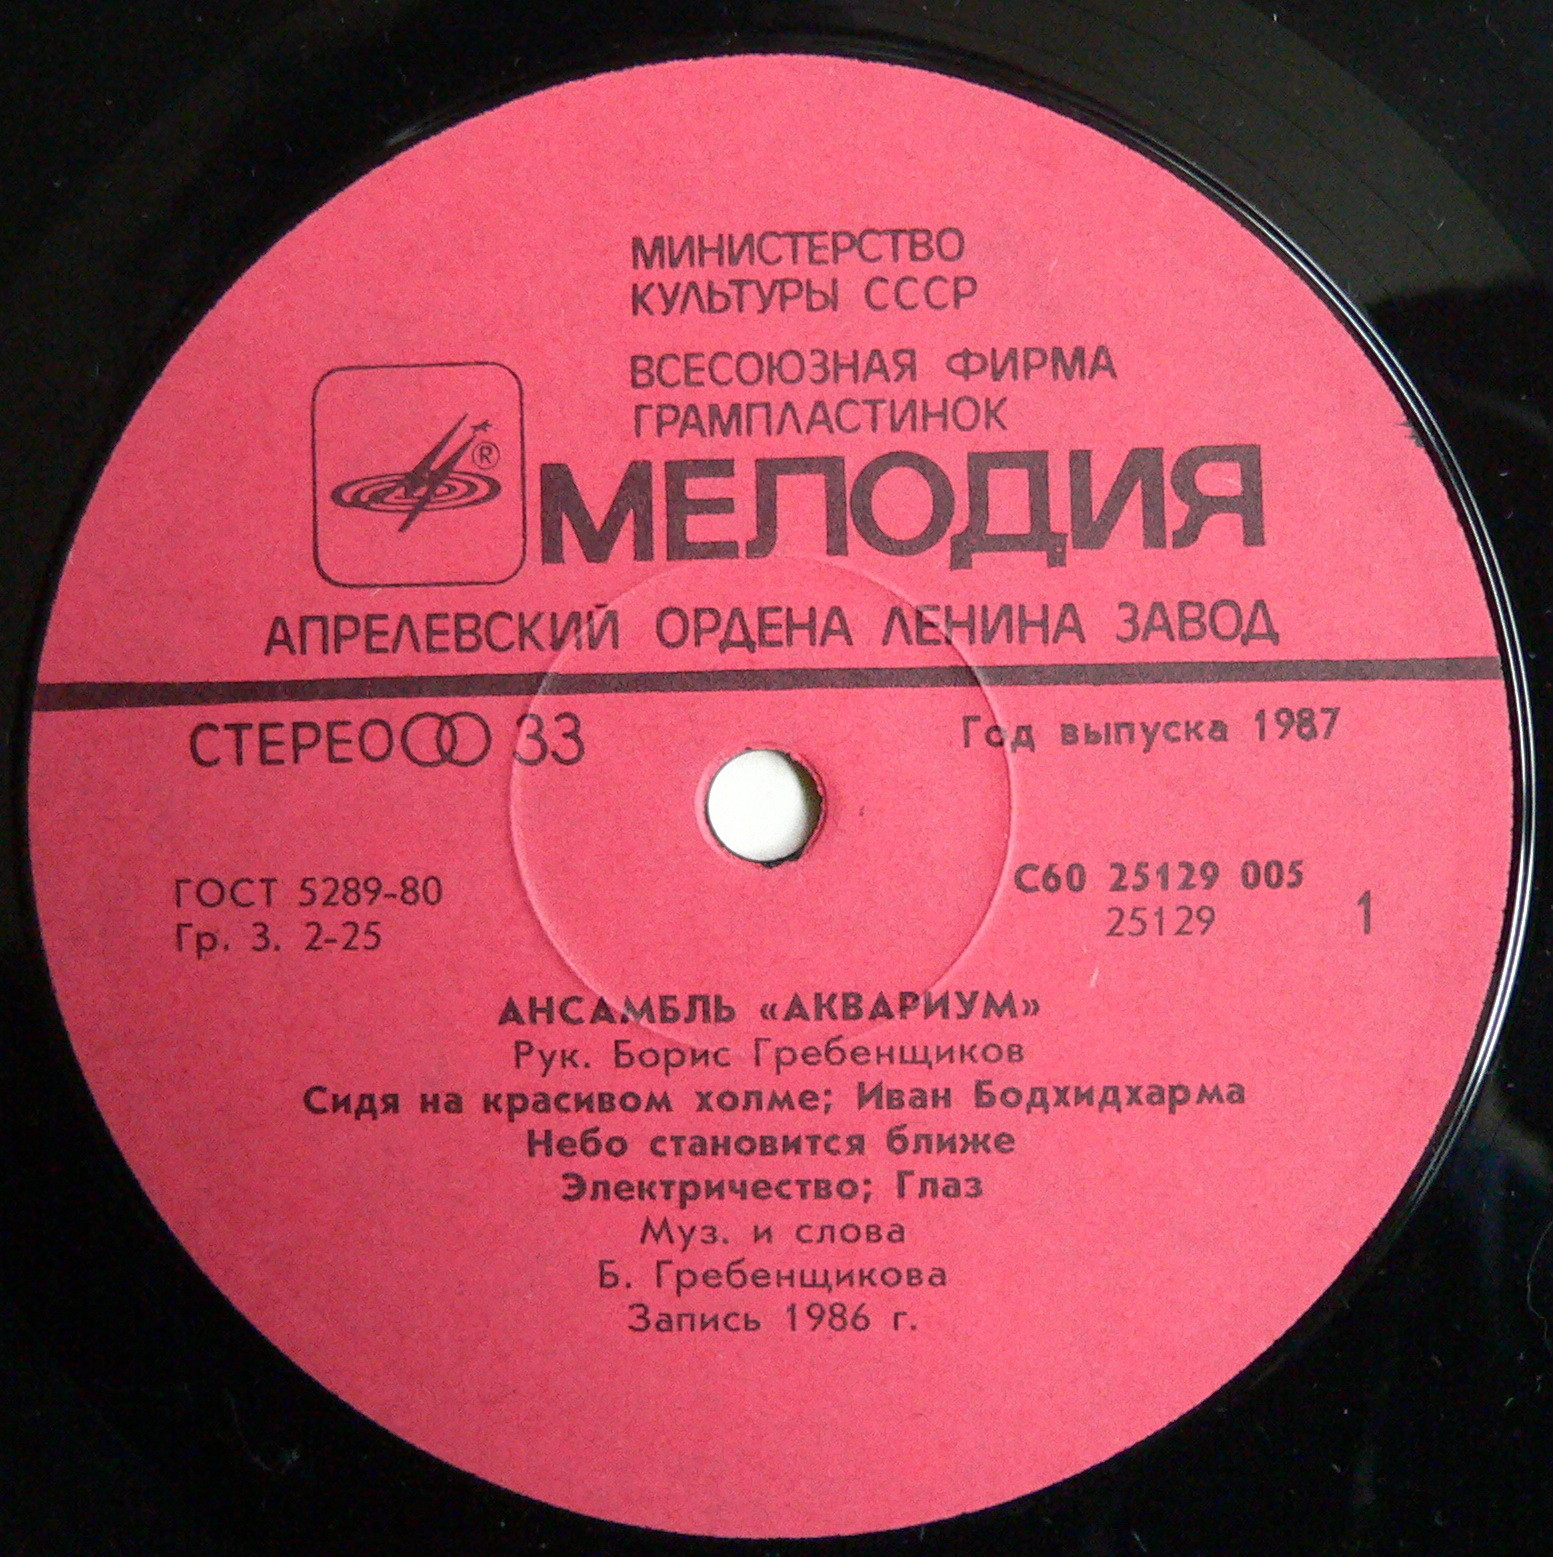 МИНИСТЕРСТВО
КУЛЬТУРЫ СССР
ВСЕСОЮЗНАЯ ФИРМА
ГРАМПЛАСТИНОК
®
МЕЛОДИЯ
АПРЕЛЕВСКИЙ ОРДЕНА ЛЕНИНА ЗАВОД
СТЕРЕО 33
Год выпуска 1987
ГОСТ 5289-80
Гр. 3. 2-25
С60 25129 005
25129
1
АНСАМБЛЬ «АКВАРИУМ»
Рук. Борис Гребенщиков
Сидя на красивом холме; Иван Бодхидхарма
Небо становится ближе
Электричество; Глаз
Муз. и слова
Б. Гребенщикова
Запись 1986 г.